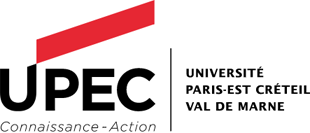 UPEC
Connaissance - Action
UNIVERSITÉ
PARIS-EST CRÉTEIL
VAL DE MARNE